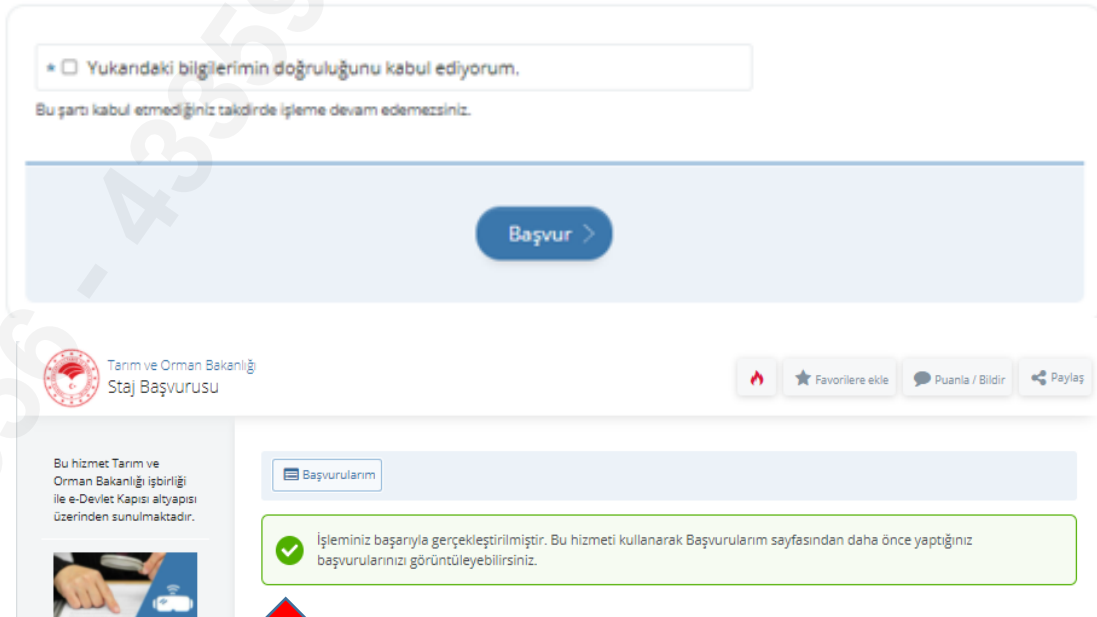 * Yukarıdaki bilgilerimin doğruluğunu kabul ediyorum.
Bu şartı kabul etmediğiniz takdirde işleme devam edemezsiniz.
Başvur
Tarım ve Orman Bakanlığı
Staj Başvurusu
Favorilere ekle
Puanla / Bildir
Paylaş
Bu hizmet Tarım ve
Orman Bakanlığı işbirliği
ile e-Devlet Kapısı altyapısı
üzerinden sunulmaktadır.
Başvurularım
İşleminiz başarıyla gerçekleştirilmiştir. Bu hizmeti kullanarak Başvurularım sayfasından daha önce yaptığınız
başvurularınızı görüntüleyebilirsiniz.